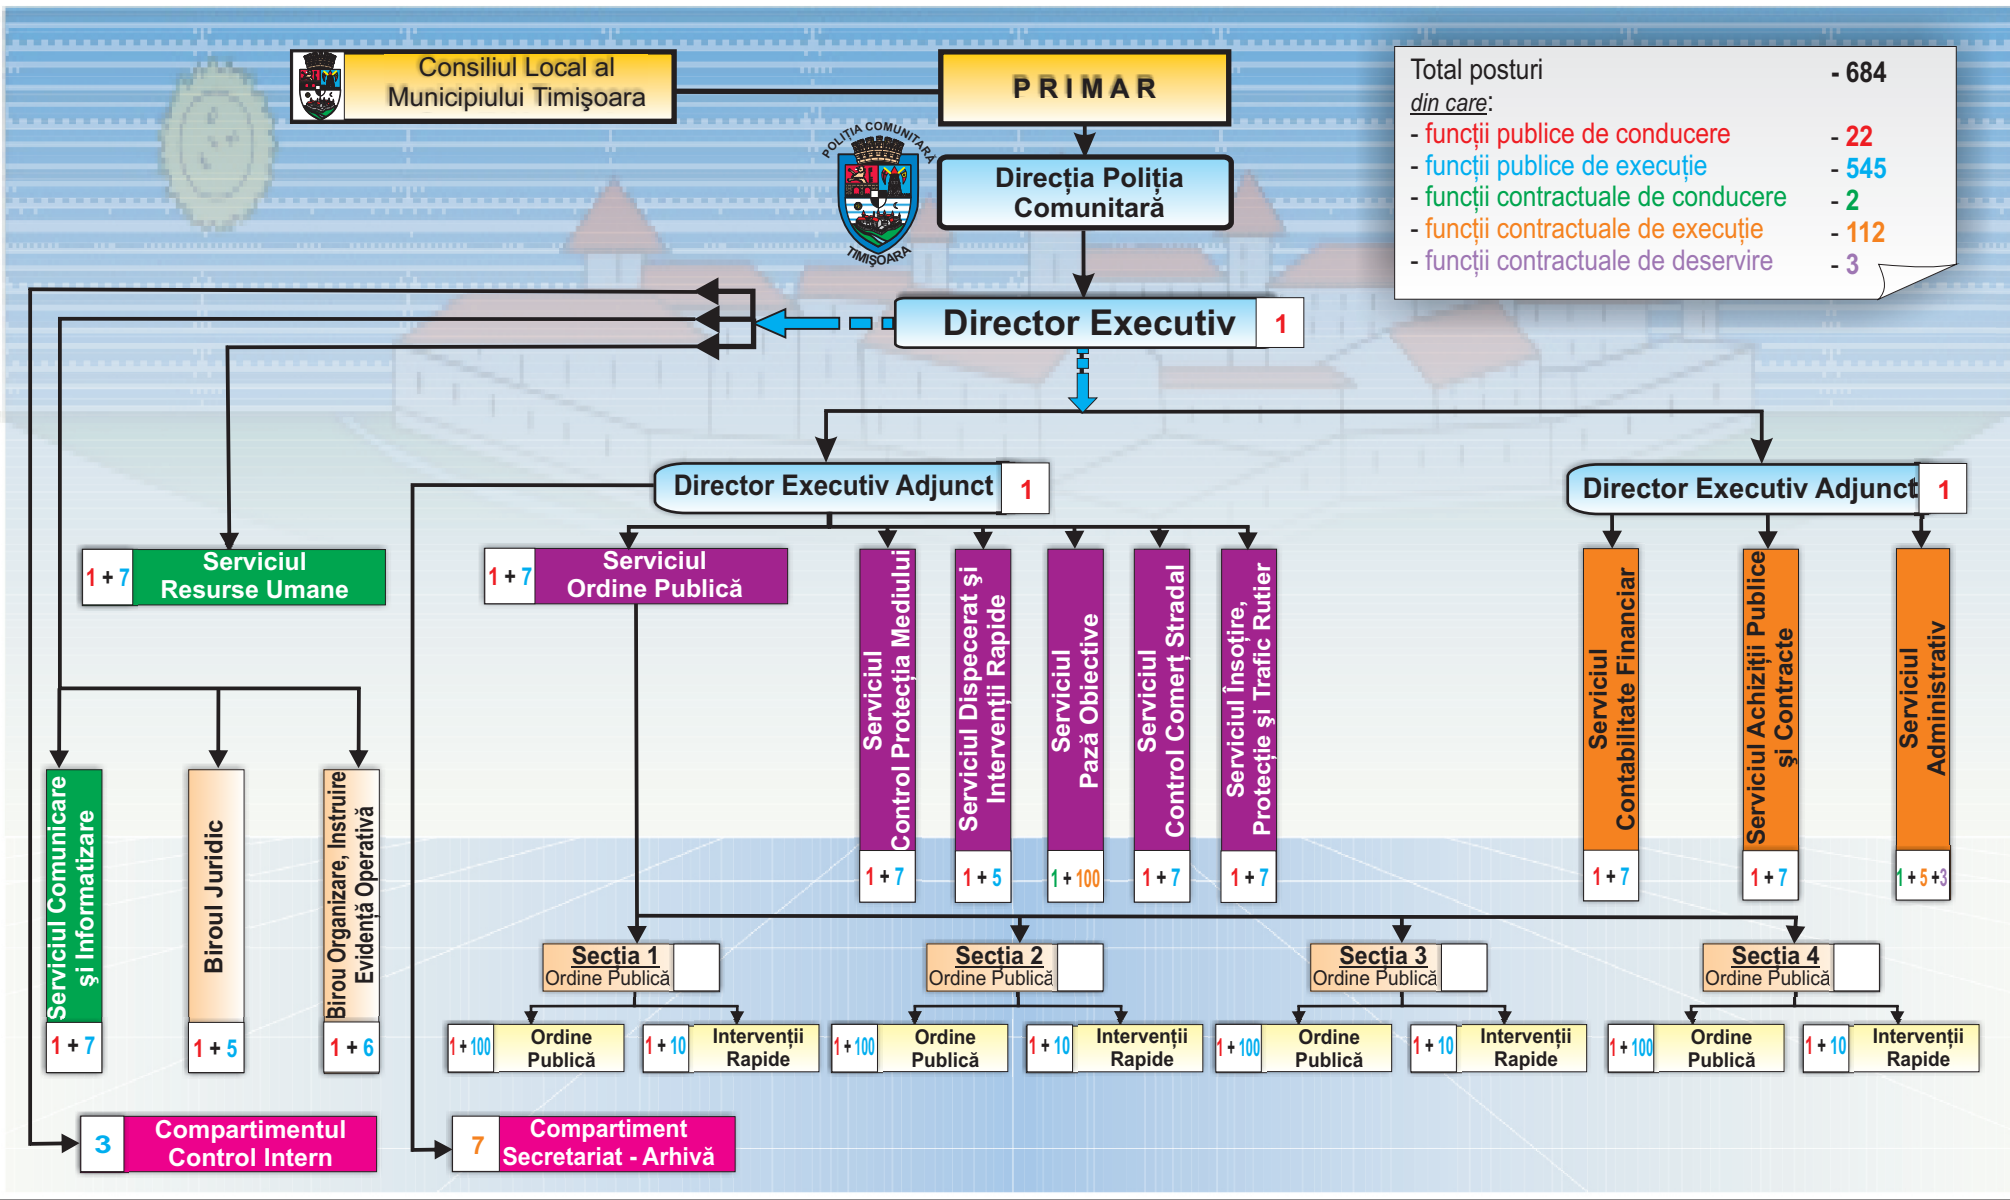 Consiliul Local al
Municipiului Timişoara
PRIMAR
Total posturi - 684
din care:
- funcții publice de conducere - 22
- funcții publice de execuție - 545
- funcții contractuale de conducere - 2
- funcții contractuale de execuție - 112
- funcții contractuale de deservire - 3
POLIŢIA COMUNITARĂ
TIMIŞOARA
Direcția Poliția
Comunitară
Director Executiv 1
Director Executiv Adjunct 1
Director Executiv Adjunct 1
1 + 7
Serviciul
Resurse Umane
1 + 7
Serviciul
Ordine Publică
Serviciul
Control Protecția Mediului
1 + 7
Serviciul Dispecerat şi
Intervenții Rapide
1 + 5
Serviciul
Pază Obiective
1 + 100
Serviciul
Control Comerț Stradal
1 + 7
Serviciul Însoțire,
Protecție şi Trafic Rutier
1 + 7
Serviciul
Contabilitate Financiar
1 + 7
Serviciul Achiziții Publice
şi Contracte
1 + 7
Serviciul
Administrativ
1 + 5 +3
Serviciul Comunicare
şi Informatizare
1 + 7
Biroul Juridic
1 + 5
Birou Organizare, Instruire
Evidență Operativă
1 + 6
Secția 1
Ordine Publică
Secția 2
Ordine Publică
Secția 3
Ordine Publică
Secția 4
Ordine Publică
1 + 100
Ordine
Publică
1 + 10
Intervenții
Rapide
1 + 100
Ordine
Publică
1 + 10
Intervenții
Rapide
1 + 100
Ordine
Publică
1 + 10
Intervenții
Rapide
1 + 100
Ordine
Publică
1 + 10
Intervenții
Rapide
3
Compartimentul
Control Intern
7
Compartiment
Secretariat - Arhivă